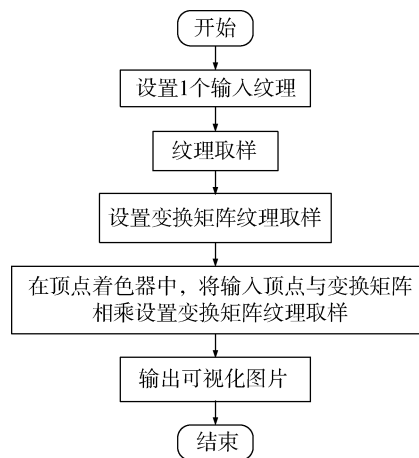 开始
设置1个输入纹理
纹理取样
设置变换矩阵纹理取样
在顶点着色器中，将输入顶点与变换矩阵
相乘设置变换矩阵纹理取样
输出可视化图片
结束